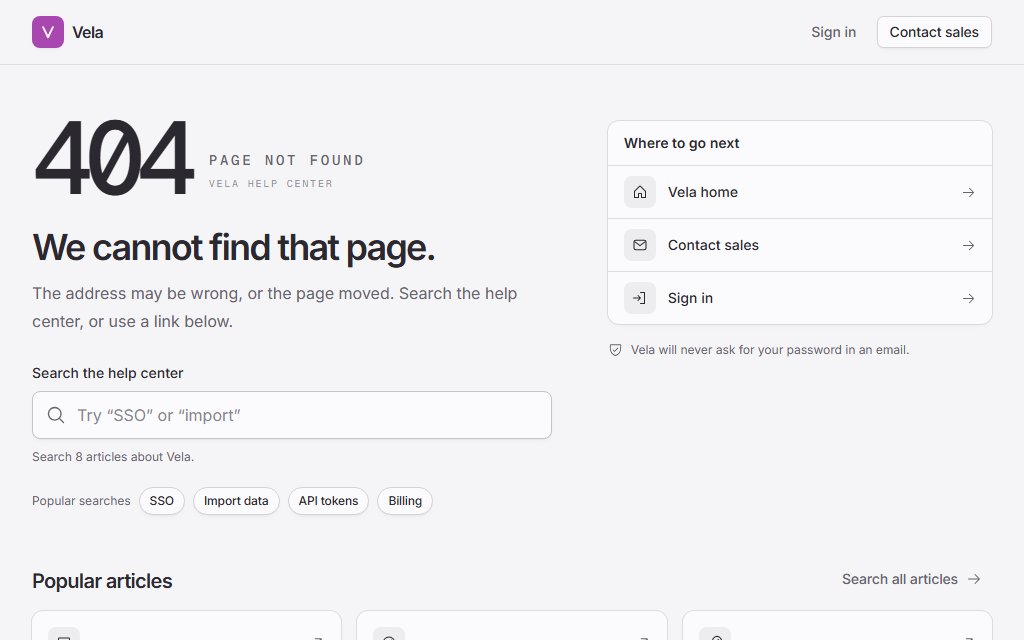 Vela
Sign in
Contact sales
404
PAGE NOT FOUND
VELA HELP CENTER
We cannot find that page.
The address may be wrong, or the page moved. Search the help
center, or use a link below.
Search the help center
Try “SSO” or “import”
Search 8 articles about Vela.
Popular searches
SSO
Import data
API tokens
Billing
Where to go next
Vela home
Contact sales
Sign in
Vela will never ask for your password in an email.
Popular articles
Search all articles